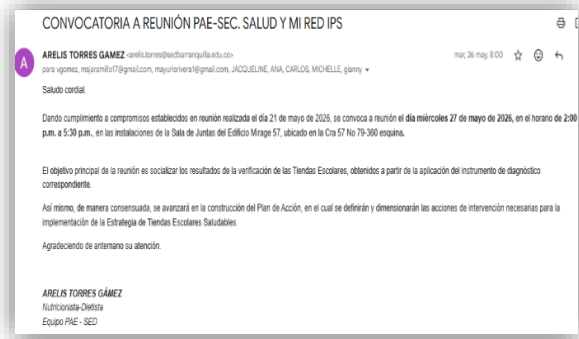 CONVOCATORIA A REUNIÓN PAE-SEC. SALUD Y MI RED IPS
A
ARELIS TORRES GAMEZ <arelis.torres@sedbarranquilla.edu.co>
mar, 26 may, 8:00
para vgomez, msjaramillo17@gmail.com, mayurisrivera1@gmail.com, JACQUELINE, ANA, CARLOS, MICHELLE, gianny
Saludo cordial.
Dando cumplimiento a compromisos establecidos en reunión realizada el día 21 de mayo de 2026, se convoca a reunión el día miércoles 27 de mayo de 2026, en el horario de 2:00
p.m. a 5:30 p.m., en las instalaciones de la Sala de Juntas del Edificio Mirage 57, ubicado en la Cra 57 No 79-360 esquina.
El objetivo principal de la reunión es socializar los resultados de la verificación de las Tiendas Escolares, obtenidos a partir de la aplicación del instrumento de diagnóstico
correspondiente.
Así mismo, de manera consensuada, se avanzará en la construcción del Plan de Acción, en el cual se definirán y dimensionarán las acciones de intervención necesarias para la
implementación de la Estrategia de Tiendas Escolares Saludables.
Agradeciendo de antemano su atención.
ARELIS TORRES GÁMEZ
Nutricionista-Dietista
Equipo PAE - SED